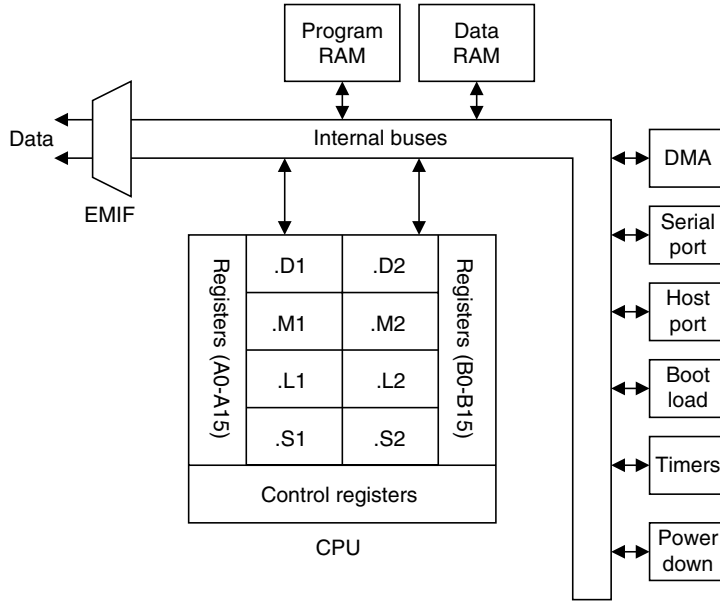 Program
RAM
Data
RAM
Data
Internal buses
EMIF
DMA
Serial
port
Host
port
Boot
load
Timers
Power
down
Registers (A0-A15)
.D1
.D2
.M1
.M2
.L1
.L2
.S1
.S2
Registers (B0-B15)
Control registers
CPU